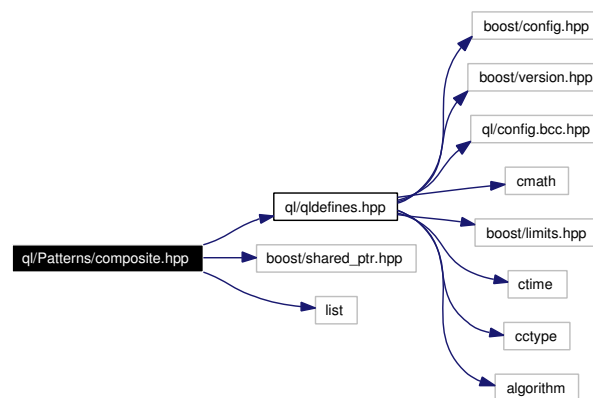 boost/config.hpp
boost/version.hpp
ql/config.bcc.hpp
cmath
ql/qldefines.hpp
boost/limits.hpp
ql/Patterns/composite.hpp
boost/shared_ptr.hpp
ctime
list
cctype
algorithm